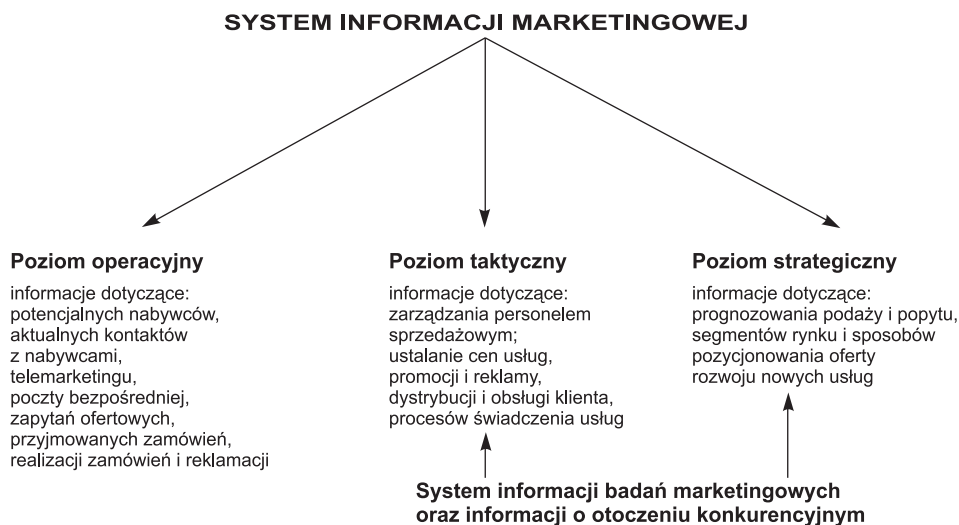 SYSTEM INFORMACJI MARKETINGOWEJ
Poziom operacyjny
informacje dotyczące:
potencjalnych nabywców,
aktualnych kontaktów
z nabywcami,
telemarketingu,
poczty bezpośredniej,
zapytań ofertowych,
przyjmowanych zamówień,
realizacji zamówień i reklamacji
Poziom taktyczny
informacje dotyczące:
zarządzania personelem
sprzedażowym;
ustalanie cen usług,
promocji i reklamy,
dystrybucji i obsługi klienta,
procesów świadczenia usług
Poziom strategiczny
informacje dotyczące:
prognozowania podaży i popytu,
segmentów rynku i sposobów
pozycjonowania oferty
rozwoju nowych usług
System informacji badań marketingowych
oraz informacji o otoczeniu konkurencyjnym